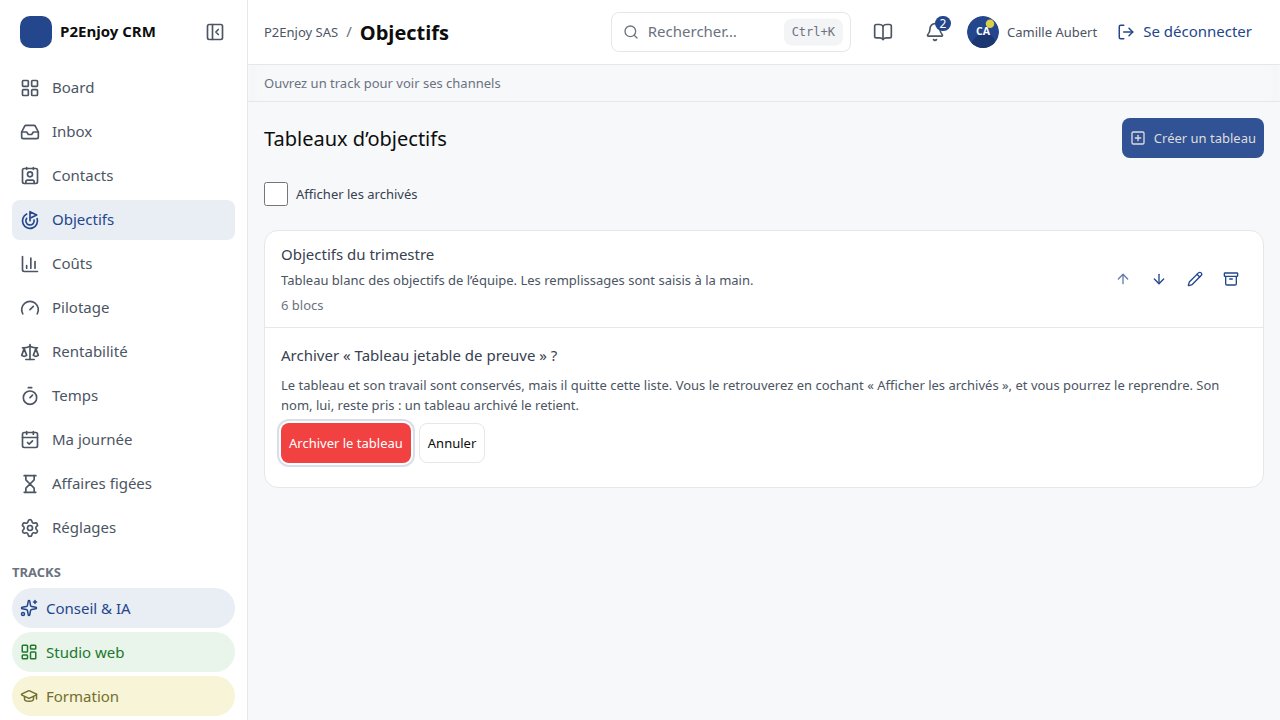 P2Enjoy CRM
Board
Inbox
Contacts
Objectifs
Coûts
Pilotage
Rentabilité
Temps
Ma journée
Affaires figées
Réglages
TRACKS
Conseil & IA
Studio web
Formation
P2Enjoy SAS / Objectifs
Rechercher... Ctrl+K
2
CA
Camille Aubert
Se déconnecter
Ouvrez un track pour voir ses channels
Tableaux d’objectifs
Créer un tableau
Afficher les archivés
Objectifs du trimestre
Tableau blanc des objectifs de l’équipe. Les remplissages sont saisis à la main.
6 blocs
Archiver « Tableau jetable de preuve » ?
Le tableau et son travail sont conservés, mais il quitte cette liste. Vous le retrouverez en cochant « Afficher les archivés », et vous pourrez le reprendre. Son
nom, lui, reste pris : un tableau archivé le retient.
Archiver le tableau
Annuler